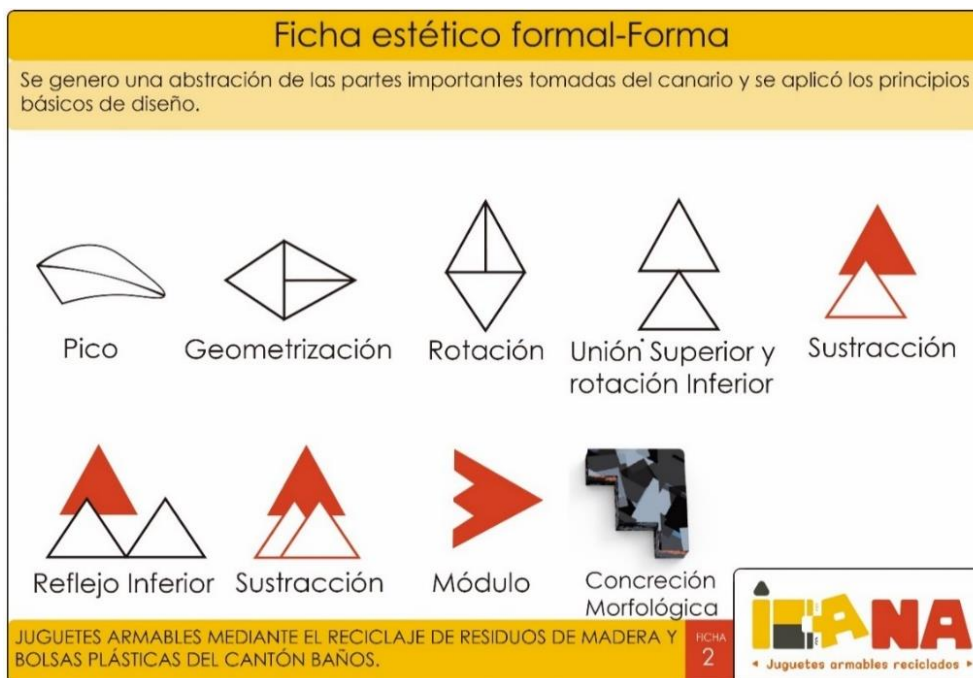 Ficha estético formal-Forma
Se genero una abstración de las partes importantes tomadas del canario y se aplicó los principios
básicos de diseño.
Pico
Geometrización
Rotación
Unión Superior y
rotación Inferior
Sustracción
Reflejo Inferior
Sustracción
Módulo
Concreción
Morfológica
JUGUETES ARMABLES MEDIANTE EL RECICLAJE DE RESIDUOS DE MADERA Y
BOLSAS PLÁSTICAS DEL CANTÓN BAÑOS.
FICHA
2
Juguetes armables reciclados